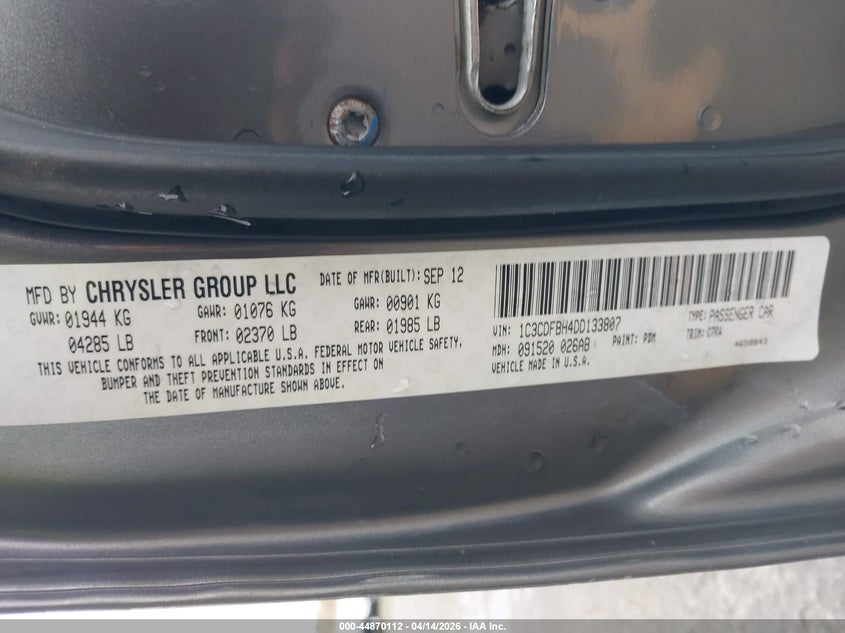 MFD BY CHRYSLER GROUP LLC DATE OF MFR(BUILT): SEP 12
GVWR: 01944 KG GAWR: 01076 KG GAWR: 00901 KG
04285 LB FRONT: 02370 LB REAR: 01985 LB
THIS VEHICLE CONFORMS TO ALL APPLICABLE U.S.A. FEDERAL MOTOR VEHICLE SAFETY,
BUMPER AND THEFT PREVENTION STANDARDS IN EFFECT ON
THE DATE OF MANUFACTURE SHOWN ABOVE.
VIN: 1C3CDFBH4DD133807 TYPE: PASSENGER CAR
MDH: 091520 026AB PAINT: PDM TRIM: C7XA
VEHICLE MADE IN U.S.A. 4650043
000-44870112 - 04/14/2026 - IAA Inc.